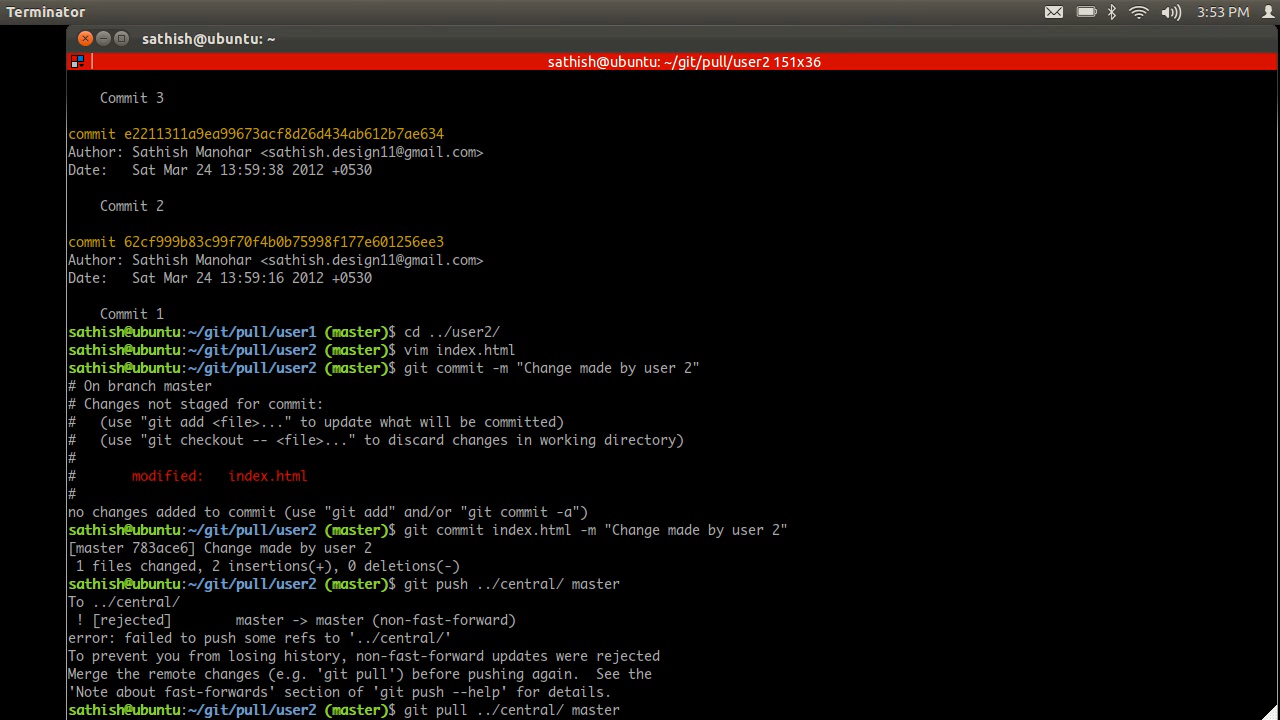 Terminator
3:53 PM
sathish@ubuntu: ~
sathish@ubuntu: ~/git/pull/user2 151x36
Commit 3
commit e2211311a9ea99673acf8d26d434ab612b7ae634
Author: Sathish Manohar <sathish.design11@gmail.com>
Date:   Sat Mar 24 13:59:38 2012 +0530
Commit 2
commit 62cf999b83c99f70f4b0b75998f177e601256ee3
Author: Sathish Manohar <sathish.design11@gmail.com>
Date:   Sat Mar 24 13:59:16 2012 +0530
Commit 1
sathish@ubuntu:~/git/pull/user1 (master)$ cd ../user2/
sathish@ubuntu:~/git/pull/user2 (master)$ vim index.html
sathish@ubuntu:~/git/pull/user2 (master)$ git commit -m "Change made by user 2"
# On branch master
# Changes not staged for commit:
#   (use "git add <file>..." to update what will be committed)
#   (use "git checkout -- <file>..." to discard changes in working directory)
#
#       modified:   index.html
#
no changes added to commit (use "git add" and/or "git commit -a")
sathish@ubuntu:~/git/pull/user2 (master)$ git commit index.html -m "Change made by user 2"
[master 783ace6] Change made by user 2
 1 files changed, 2 insertions(+), 0 deletions(-)
sathish@ubuntu:~/git/pull/user2 (master)$ git push ../central/ master
To ../central/
 ! [rejected]        master -> master (non-fast-forward)
error: failed to push some refs to '../central/'
To prevent you from losing history, non-fast-forward updates were rejected
Merge the remote changes (e.g. 'git pull') before pushing again.  See the
'Note about fast-forwards' section of 'git push --help' for details.
sathish@ubuntu:~/git/pull/user2 (master)$ git pull ../central/ master